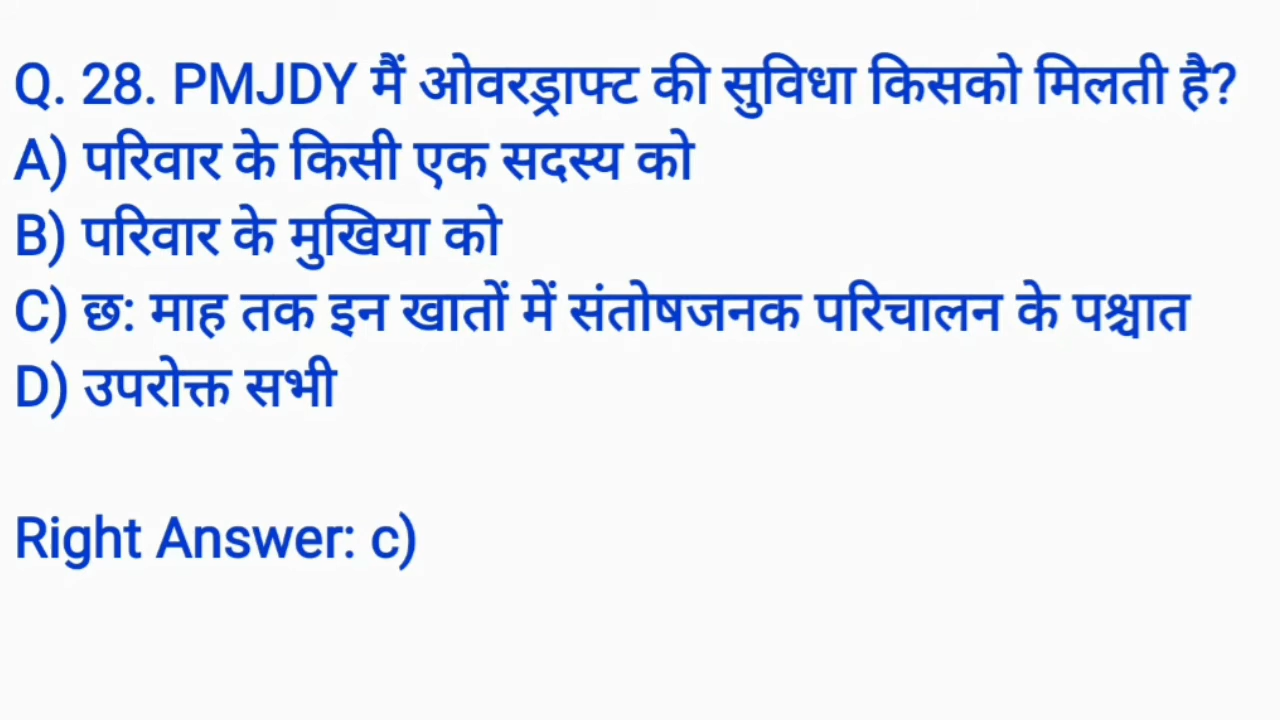 Q. 28. PMJDY मैं ओवरड्राफ्ट की सुविधा किसको मिलती है?
A) परिवार के किसी एक सदस्य को
B) परिवार के मुखिया को
C) छ: माह तक इन खातों में संतोषजनक परिचालन के पश्चात
D) उपरोक्त सभी
Right Answer: c)